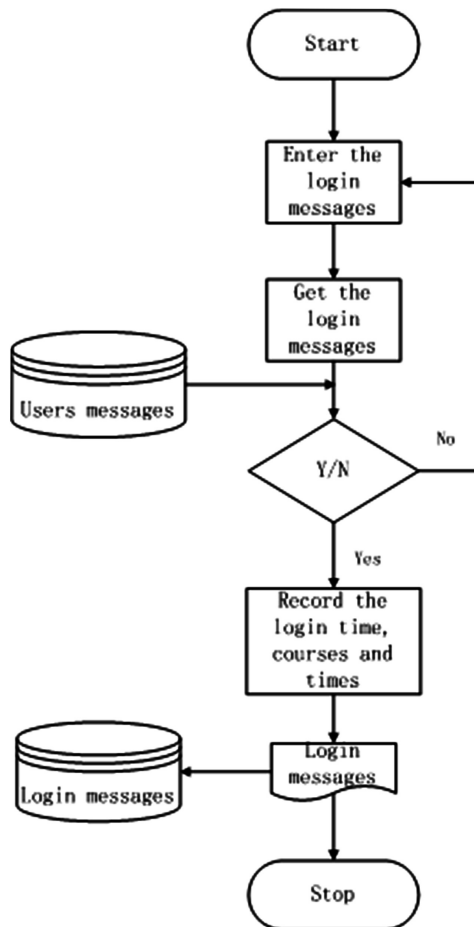 Start
Enter the
login
messages
Get the
login
messages
Users messages
Y/N
No
Yes
Record the
login time,
courses and
times
Login
messages
Login messages
Stop